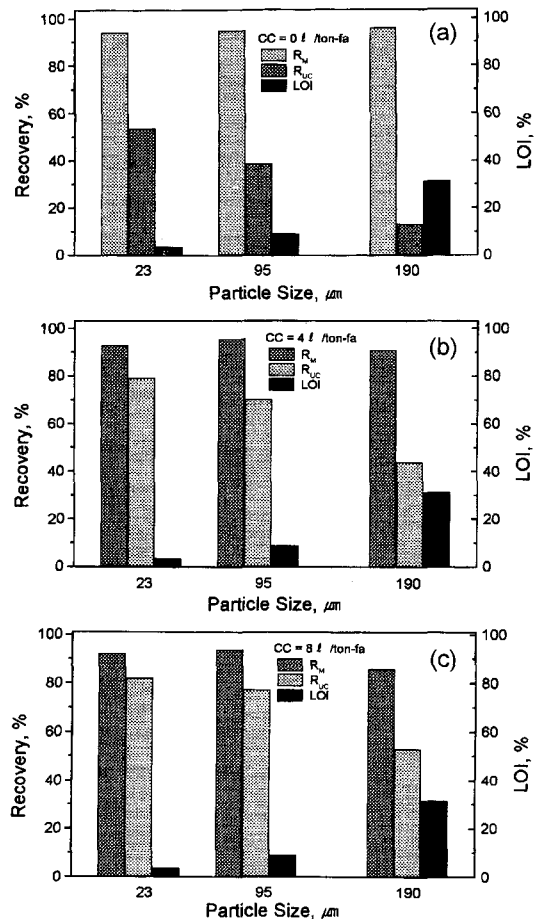 (a)
CC = 0 ℓ /ton-fa
R_M
R_UC
LOI
Recovery, %
LOI, %
100
80
60
40
20
0
100
80
60
40
20
0
23 95 190
Particle Size, μm
(b)
CC = 4 ℓ /ton-fa
R_M
R_UC
LOI
Recovery, %
LOI, %
100
80
60
40
20
0
100
80
60
40
20
0
23 95 190
Particle Size, μm
(c)
CC = 8 ℓ /ton-fa
R_M
R_UC
LOI
Recovery, %
LOI, %
100
80
60
40
20
0
100
80
60
40
20
0
23 95 190
Particle Size, μm